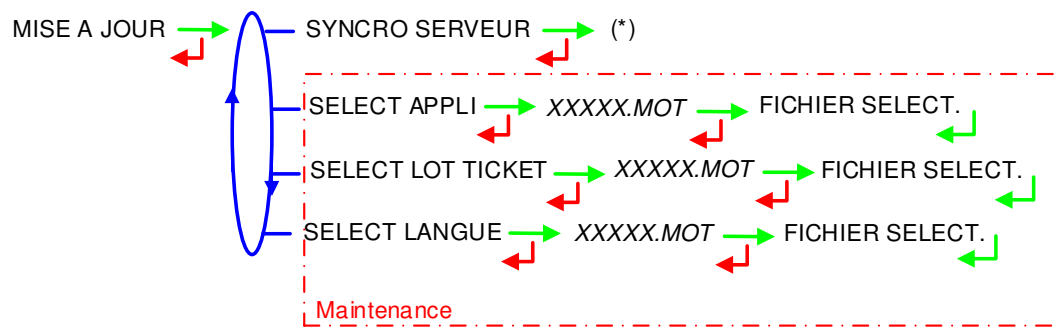 MISE A JOUR SYNCRO SERVEUR (*)
SELECT APPLI XXXXX.MOT FICHIER SELECT.
SELECT LOT TICKET XXXXX.MOT FICHIER SELECT.
SELECT LANGUE XXXXX.MOT FICHIER SELECT.
Maintenance